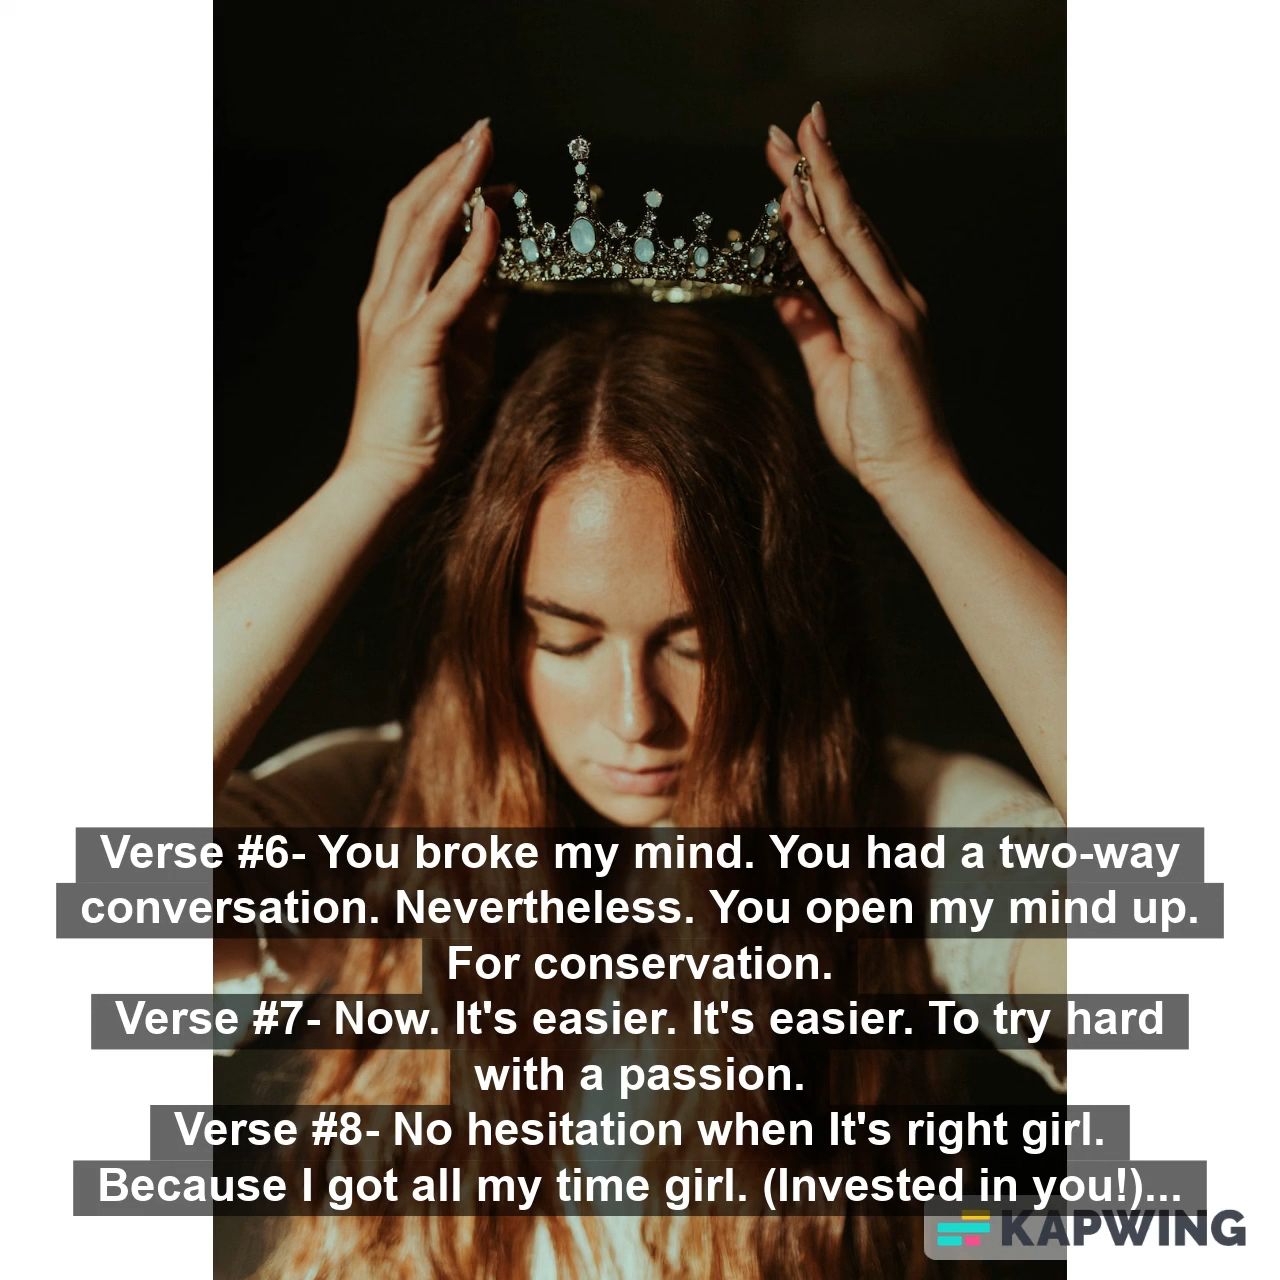 Verse #6- You broke my mind. You had a two-way
conversation. Nevertheless. You open my mind up.
For conservation.
Verse #7- Now. It's easier. It's easier. To try hard
with a passion.
Verse #8- No hesitation when It's right girl.
Because I got all my time girl. (Invested in you!)...
KAPWING